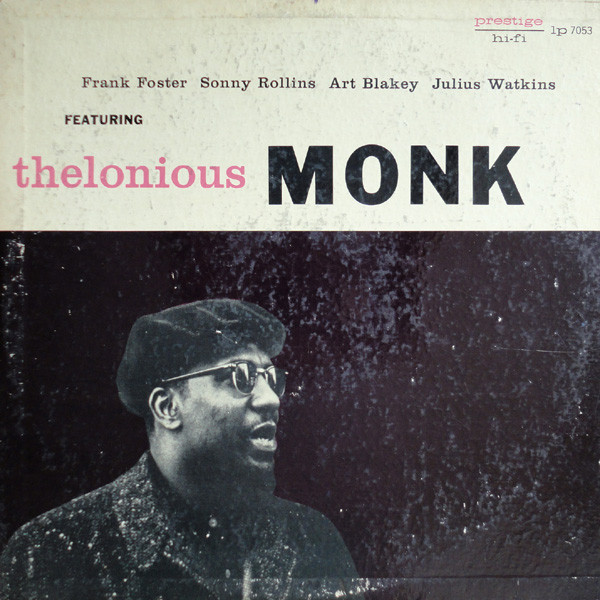 prestige
hi-fi lp 7053
Frank Foster Sonny Rollins Art Blakey Julius Watkins
FEATURING
thelonious MONK